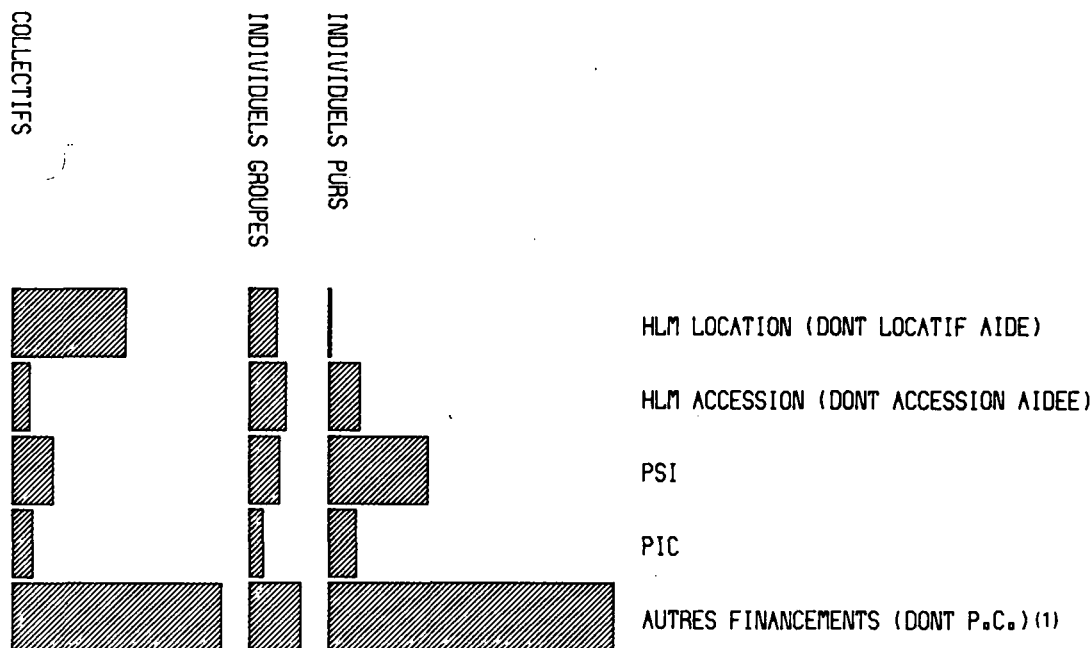 COLLECTIFS
INDIVIDUELS GROUPES
INDIVIDUELS PURS
HLM LOCATION (DONT LOCATIF AIDE)
HLM ACCESSION (DONT ACCESSION AIDEE)
PSI
PIC
AUTRES FINANCEMENTS (DONT P.C.)(1)